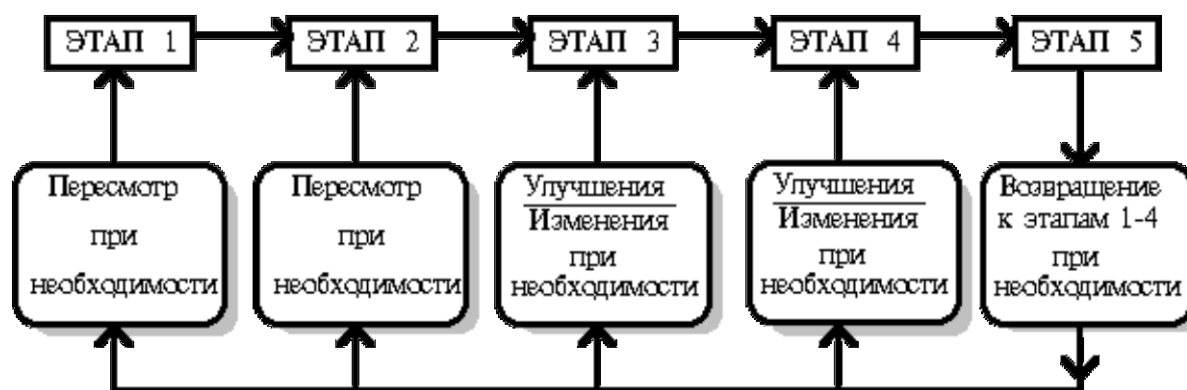 ЭТАП 1
ЭТАП 2
ЭТАП 3
ЭТАП 4
ЭТАП 5
Пересмотр
при
необходимости
Пересмотр
при
необходимости
Улучшения
Изменения
при
необходимости
Улучшения
Изменения
при
необходимости
Возвращение
к этапам 1-4
при
необходимости